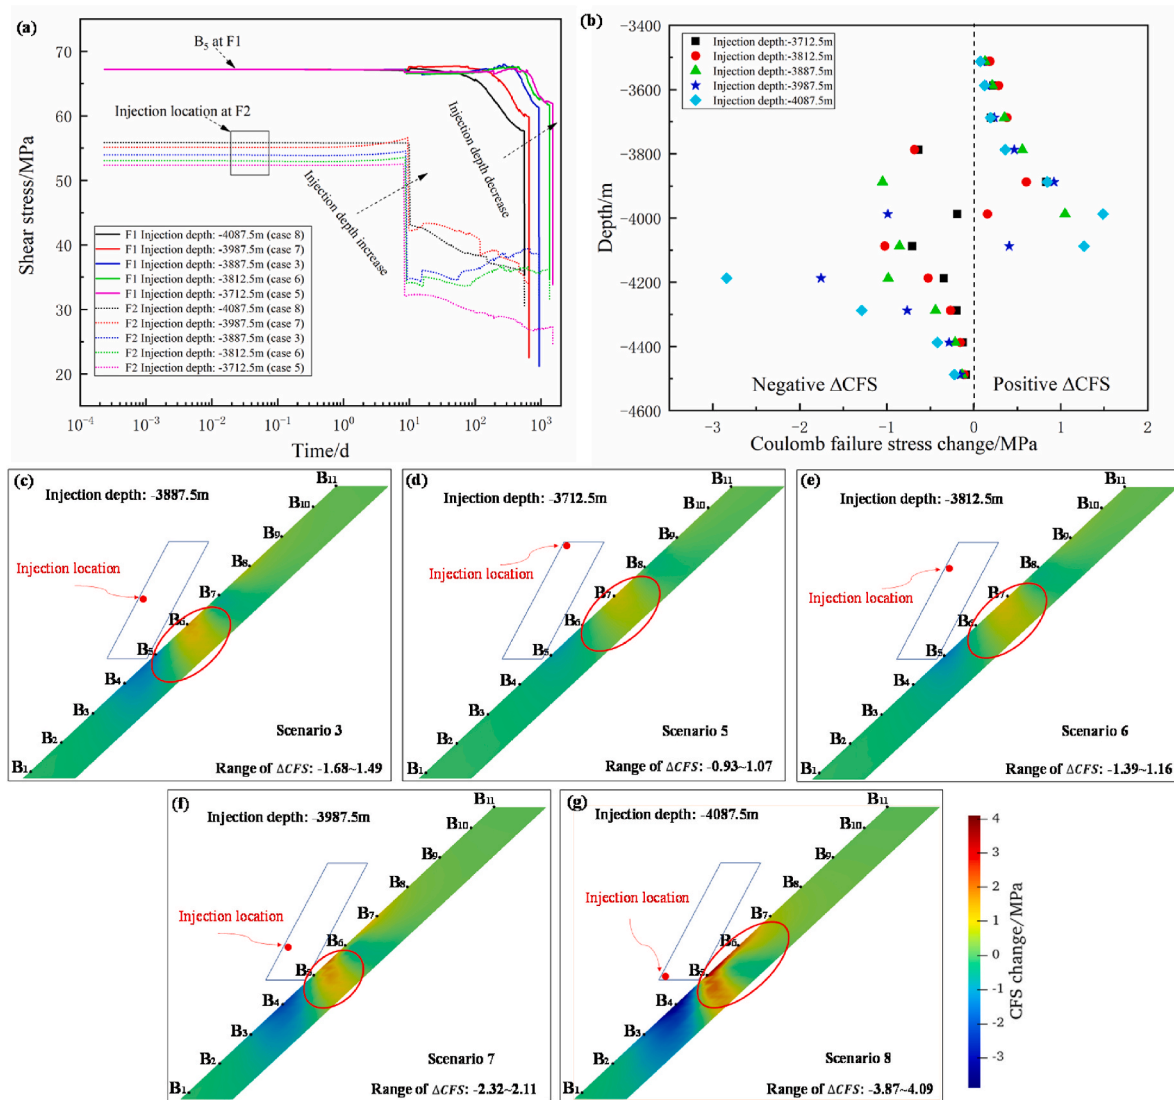 (a)
B5 at F1
Injection location at F2
Injection depth increase
Injection depth decrease
F1 Injection depth: -4087.5m (case 8)
F1 Injection depth: -3987.5m (case 7)
F1 Injection depth: -3887.5m (case 3)
F1 Injection depth: -3812.5m (case 6)
F1 Injection depth: -3712.5m (case 5)
F2 Injection depth: -4087.5m (case 8)
F2 Injection depth: -3987.5m (case 7)
F2 Injection depth: -3887.5m (case 3)
F2 Injection depth: -3812.5m (case 6)
F2 Injection depth: -3712.5m (case 5)
Shear stress/MPa
70
60
50
40
30
20
10⁻⁴ 10⁻³ 10⁻² 10⁻¹ 10⁰ 10¹ 10² 10³
Time/d
(b)
Injection depth:-3712.5m
Injection depth:-3812.5m
Injection depth:-3887.5m
Injection depth:-3987.5m
Injection depth:-4087.5m
Depth/m
-3400
-3600
-3800
-4000
-4200
-4400
-4600
Negative ΔCFS
Positive ΔCFS
-3 -2 -1 0 1 2
Coulomb failure stress change/MPa
(c)
Injection depth: -3887.5m
Injection location
B11
B10
B9
B8
B7
B6
B5
B4
B3
B2
B1
Scenario 3
Range of ΔCFS: -1.68~1.49
(d)
Injection depth: -3712.5m
Injection location
B11
B10
B9
B8
B7
B6
B5
B4
B3
B2
B1
Scenario 5
Range of ΔCFS: -0.93~1.07
(e)
Injection depth: -3812.5m
Injection location
B11
B10
B9
B8
B7
B6
B5
B4
B3
B2
B1
Scenario 6
Range of ΔCFS: -1.39~1.16
(f)
Injection depth: -3987.5m
Injection location
B11
B10
B9
B8
B7
B6
B5
B4
B3
B2
B1
Scenario 7
Range of ΔCFS: -2.32~2.11
(g)
Injection depth: -4087.5m
Injection location
B11
B10
B9
B8
B7
B6
B5
B4
B3
B2
B1
Scenario 8
Range of ΔCFS: -3.87~4.09
4
2
1
0
-1
-2
-3
CFS change/MPa